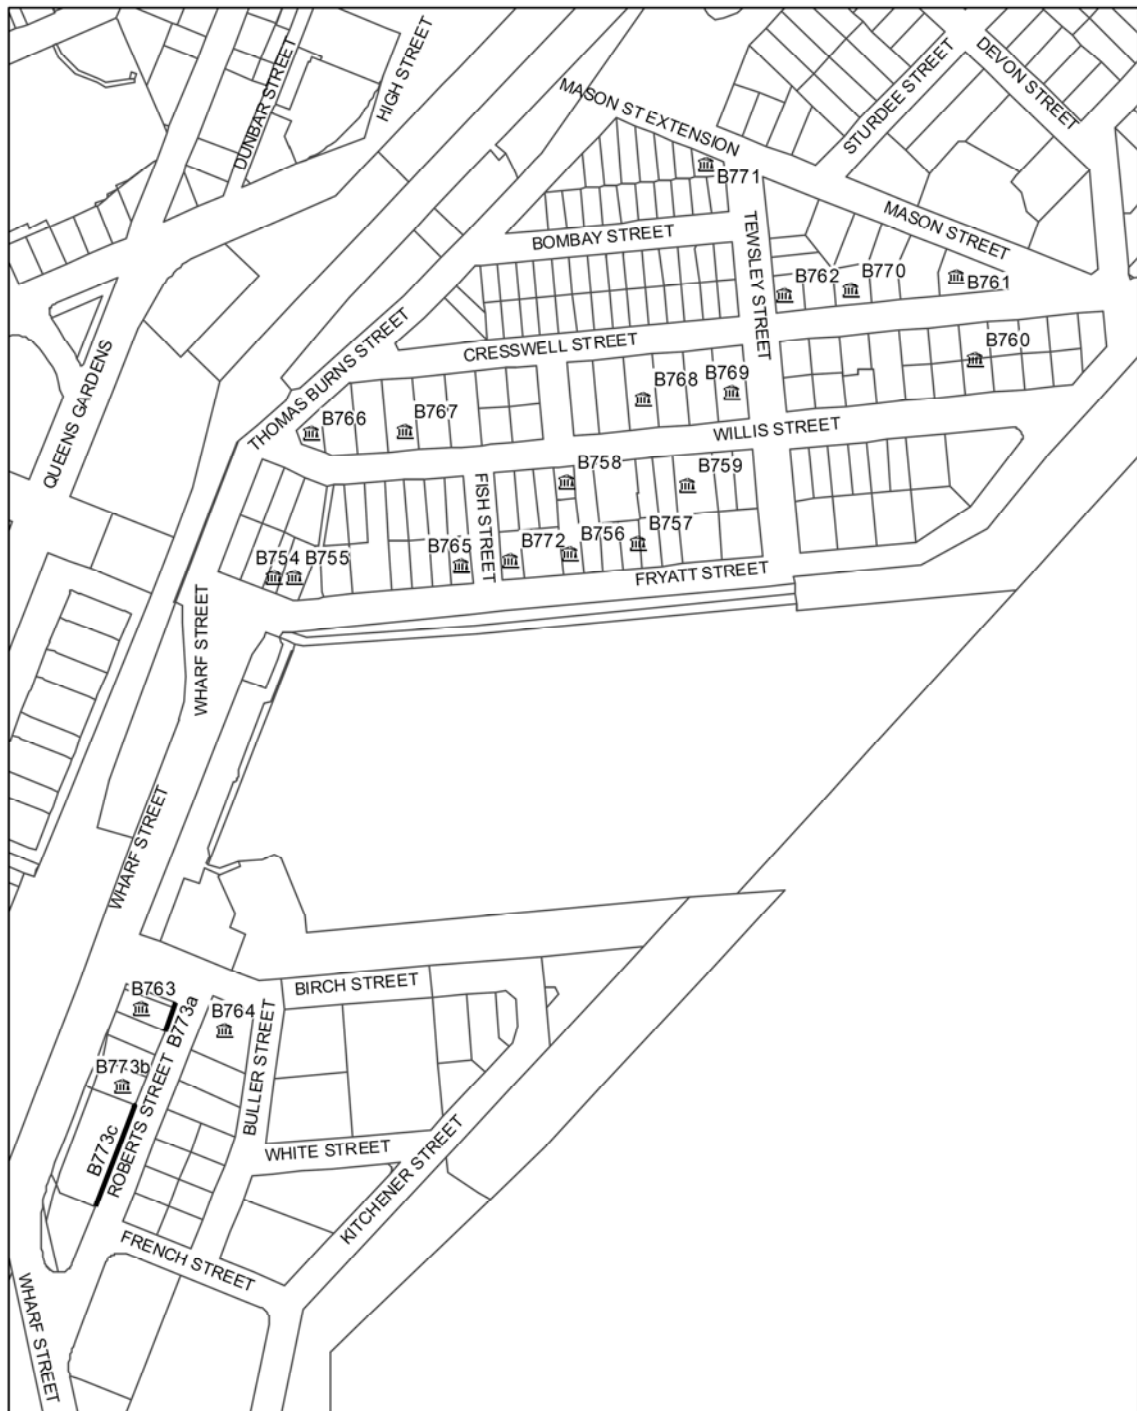 HIGH STREET
DUNBAR STREET
DEVON STREET
STURDEE STREET
MASON ST EXTENSION
B771
BOMBAY STREET
TEWSLEY STREET
MASON STREET
B762
B770
B761
QUEENS GARDENS
THOMAS BURNS STREET
CRESSWELL STREET
B760
B768
B769
B766
B767
WILLIS STREET
B758
B759
FISH STREET
B754
B755
B765
B772
B756
B757
FRYATT STREET
WHARF STREET
WHARF STREET
B763
B773a
B764
BIRCH STREET
B773b
BULLER STREET
B773c
ROBERTS STREET
WHITE STREET
KITCHENER STREET
FRENCH STREET
WHARF STREET